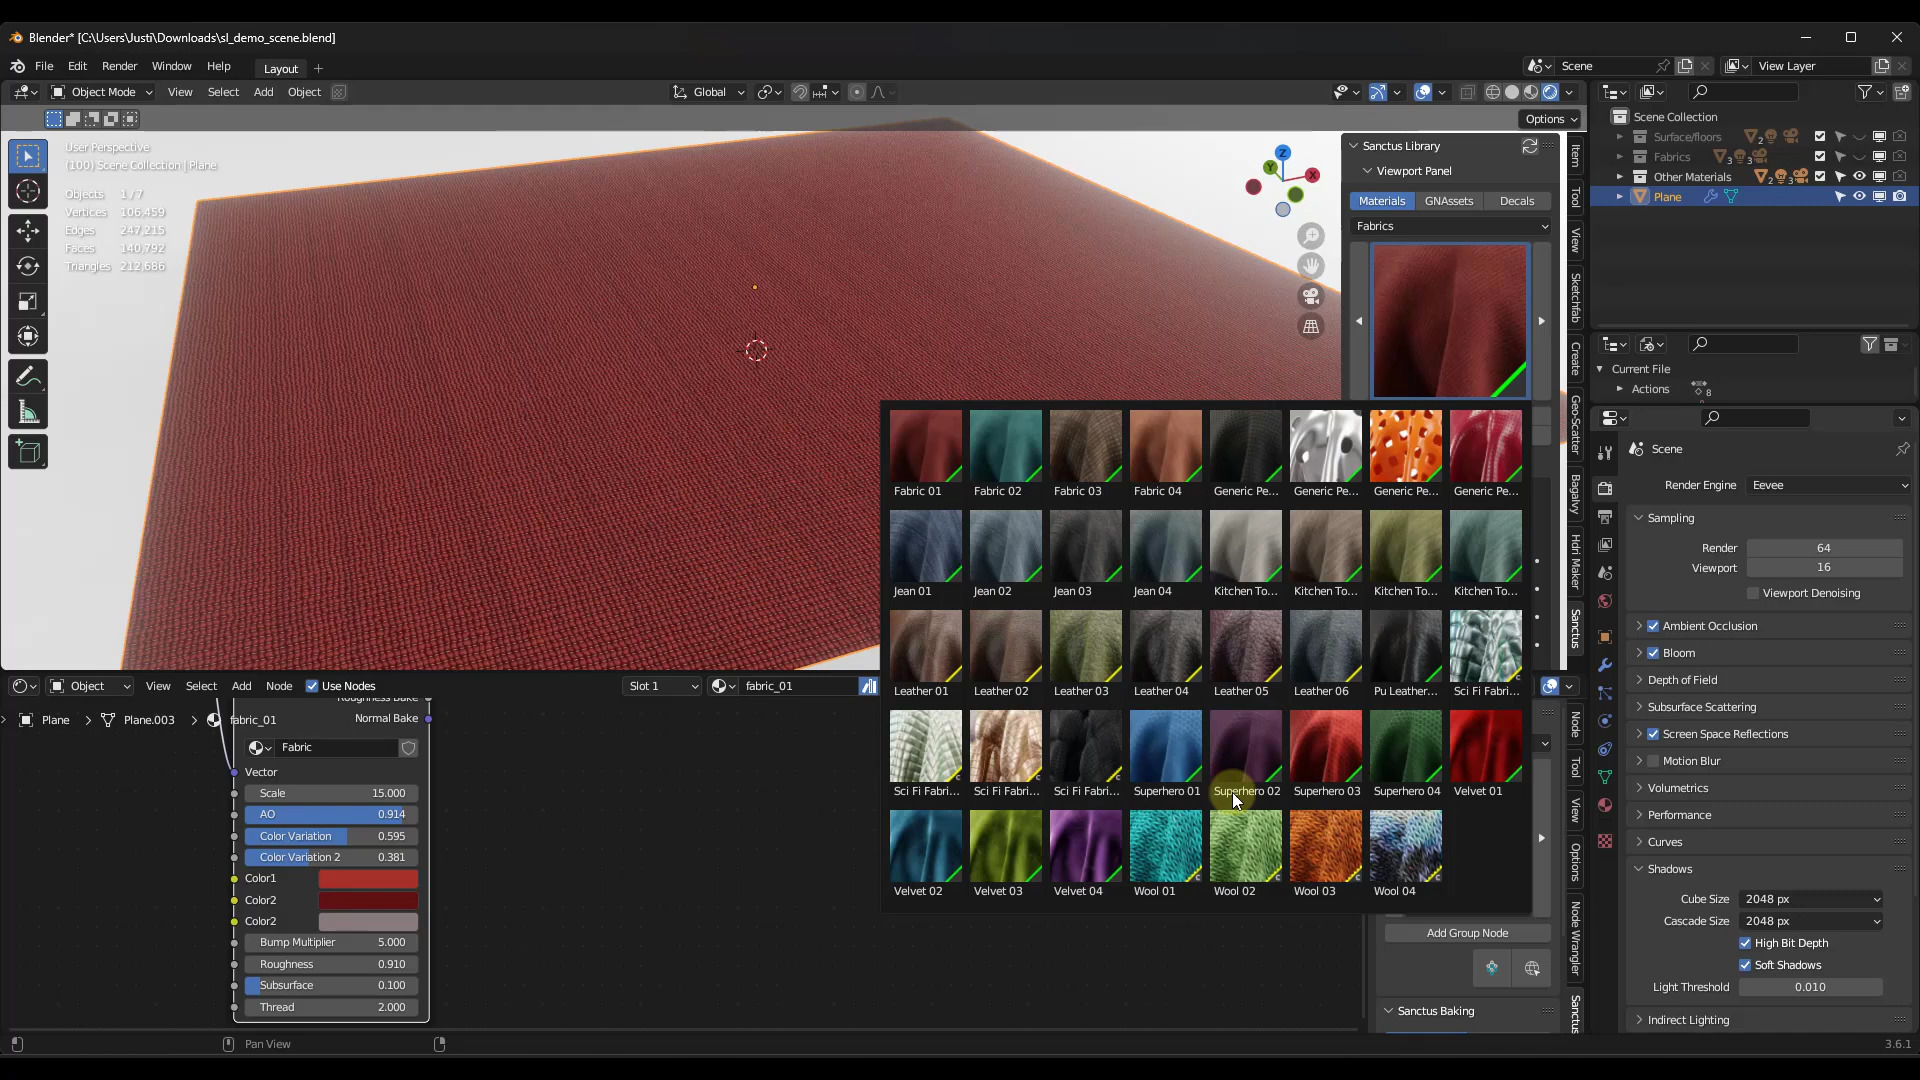 Blender* [C:\Users\Justi\Downloads\sl_demo_scene.blend]
File Edit Render Window Help Layout + Scene View Layer
Object Mode View Select Add Object Global
Options
User Perspective
(100) Scene Collection | Plane
Objects 1/7
Vertices 106,459
Edges 247,215
Faces 140,792
Triangles 212,686
Z
Y
X
Sanctus Library
Viewport Panel
Materials GNAssets Decals
Fabrics
Item
Tool
View
Sketchfab
Create
Geo-Scatter
Bagalvy
Hdri Maker
Sanctus
Scene Collection
Surface/floors 2 2
Fabrics 3 3
Other Materials 2 3
Plane
Current File
Actions 8
Fabric 01 Fabric 02 Fabric 03 Fabric 04 Generic Pe... Generic Pe... Generic Pe... Generic Pe...
Jean 01 Jean 02 Jean 03 Jean 04 Kitchen To... Kitchen To... Kitchen To... Kitchen To...
Leather 01 Leather 02 Leather 03 Leather 04 Leather 05 Leather 06 Pu Leather... Sci Fi Fabri...
Sci Fi Fabri... Sci Fi Fabri... Sci Fi Fabri... Superhero 01 Superhero 02 Superhero 03 Superhero 04 Velvet 01
Velvet 02 Velvet 03 Velvet 04 Wool 01 Wool 02 Wool 03 Wool 04
Object View Select Add Node Use Nodes Slot 1 fabric_01
Plane > Plane.003 > fabric_01
Roughness Bake
Normal Bake
Fabric
Vector
Scale 15.000
AO 0.914
Color Variation 0.595
Color Variation 2 0.381
Color1
Color2
Color2
Bump Multiplier 5.000
Roughness 0.910
Subsurface 0.100
Thread 2.000
Add Group Node
Sanctus Baking
Node
Tool
View
Options
Node Wrangler
Sanctus
Scene
Render Engine Eevee
Sampling
Render 64
Viewport 16
Viewport Denoising
Ambient Occlusion
Bloom
Depth of Field
Subsurface Scattering
Screen Space Reflections
Motion Blur
Volumetrics
Performance
Curves
Shadows
Cube Size 2048 px
Cascade Size 2048 px
High Bit Depth
Soft Shadows
Light Threshold 0.010
Indirect Lighting
Pan View
3.6.1